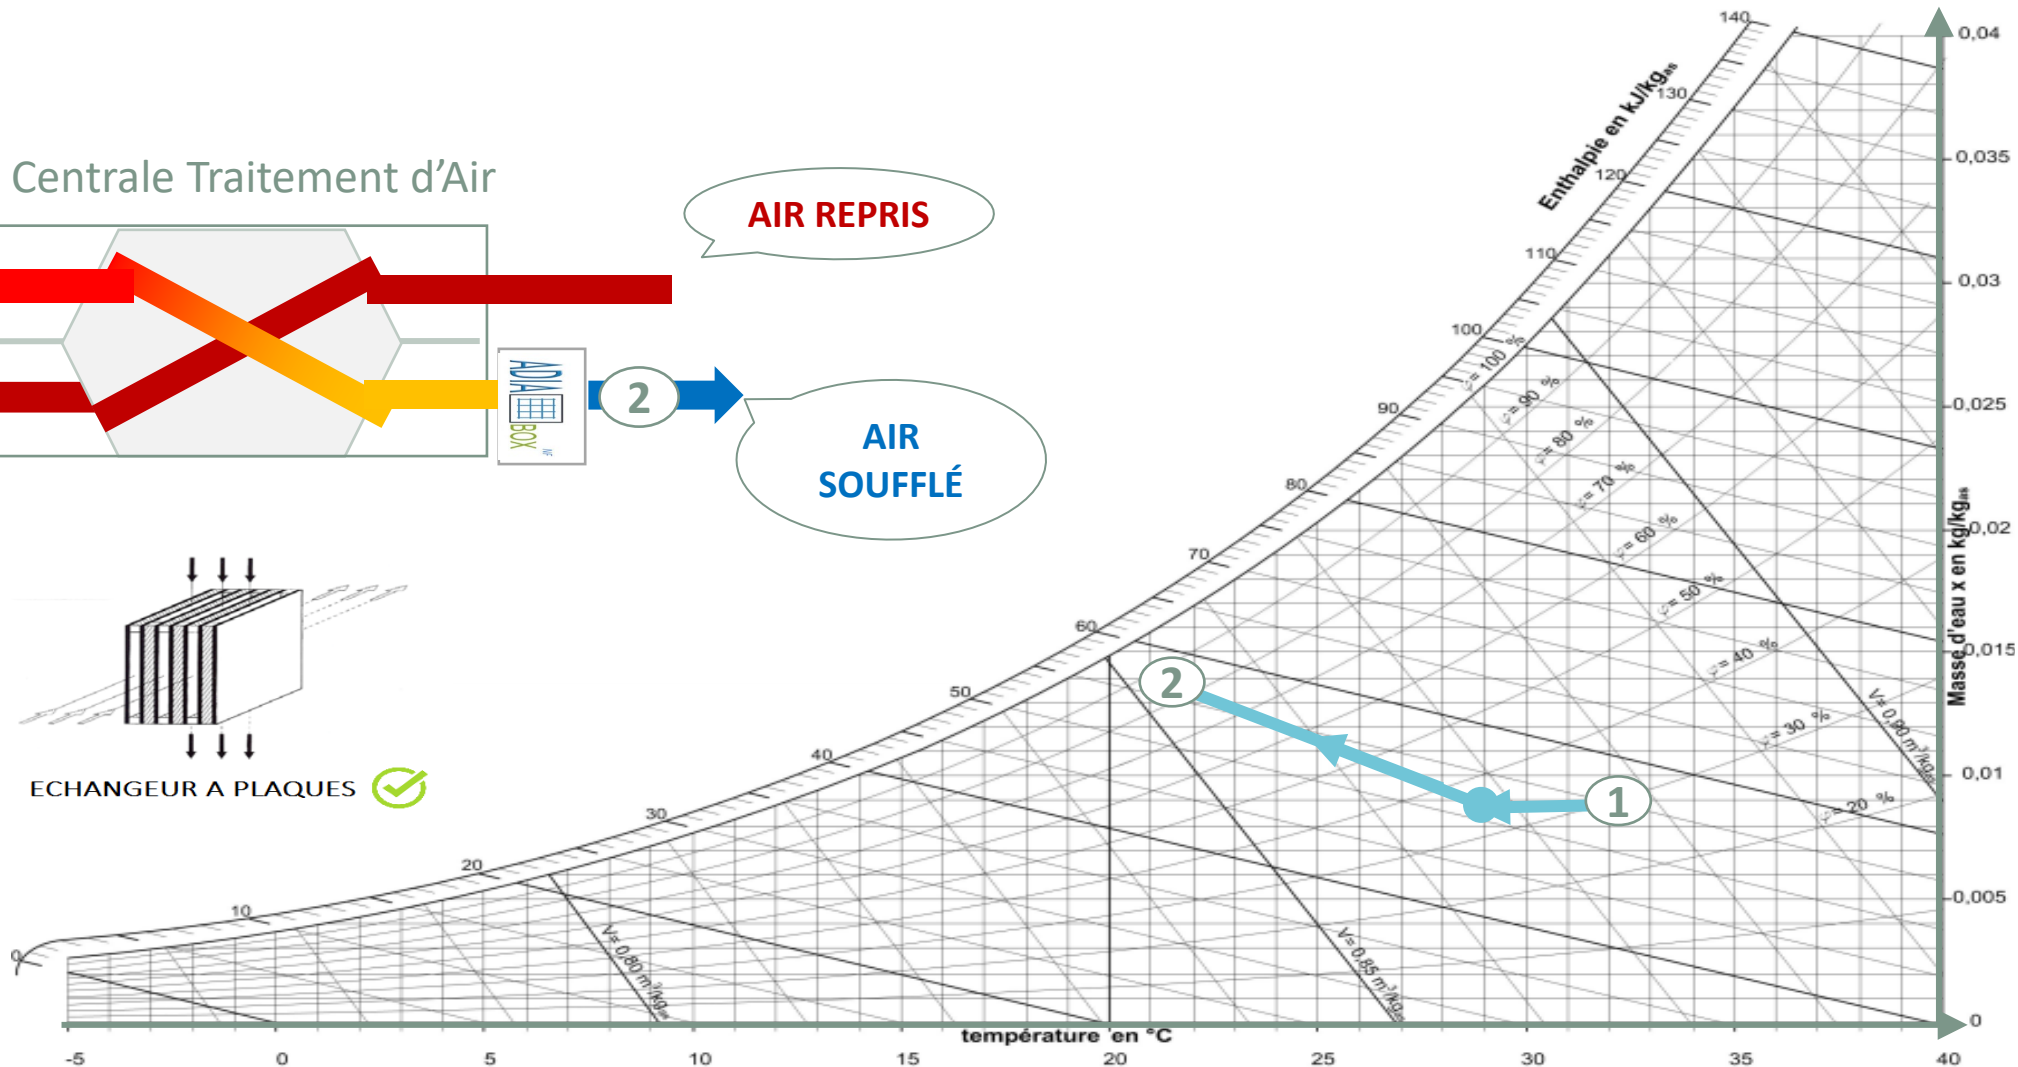 Centrale Traitement d'Air
AIR REPRIS
ADIA
BOX
2
AIR
SOUFFLÉ
ECHANGEUR A PLAQUES
Enthalpie en kJ/kgas
0
10
20
30
40
50
60
70
80
90
100
110
120
130
140
φ= 100 %
φ= 90 %
φ= 80 %
φ= 70 %
φ= 60 %
φ= 50 %
φ= 40 %
φ= 30 %
φ= 20 %
V= 0,80 m³/kgas
V= 0,85 m³/kgas
V= 0,90 m³/kgas
2
1
Masse d'eau x en kg/kgas
0,04
0,035
0,03
0,025
0,02
0,015
0,01
0,005
0
température en °C
-5
0
5
10
15
20
25
30
35
40